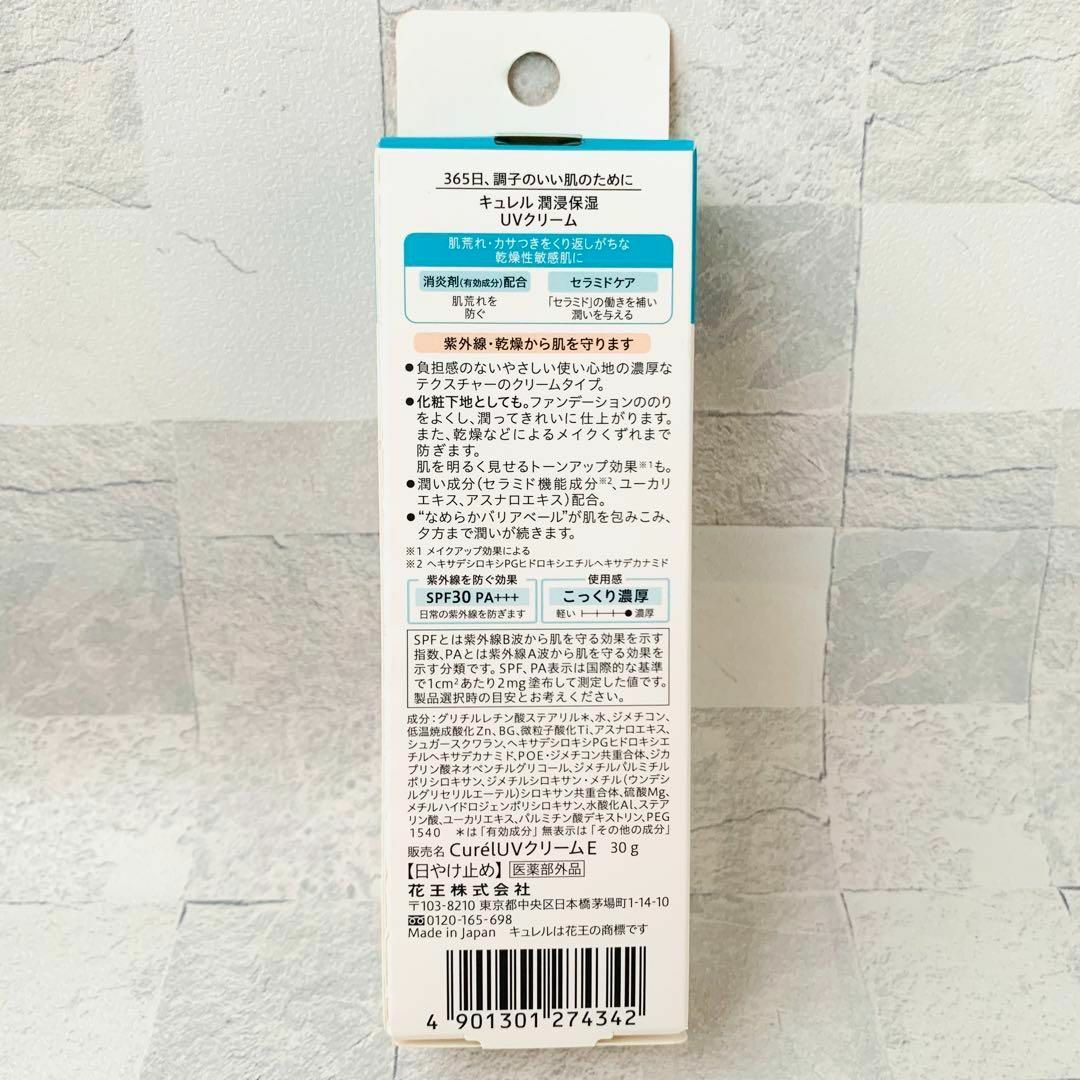 365日、調子のいい肌のために
キュレル 潤浸保湿
UVクリーム
肌荒れ・カサつきをくり返しがちな
乾燥性敏感肌に
消炎剤(有効成分)配合
肌荒れを
防ぐ
セラミドケア
「セラミド」の働きを補い
潤いを与える
紫外線・乾燥から肌を守ります
●負担感のないやさしい使い心地の濃厚な
テクスチャーのクリームタイプ。
●化粧下地としても。ファンデーションののり
をよくし、潤ってきれいに仕上がります。
また、乾燥などによるメイクくずれまで
防ぎます。
肌を明るく見せるトーンアップ効果※1も。
●潤い成分(セラミド機能成分※2、ユーカリ
エキス、アスナロエキス)配合。
●“なめらかバリアベール”が肌を包みこみ、
夕方まで潤いが続きます。
※1 メイクアップ効果による
※2 ヘキサデシロキシPGヒドロキシエチルヘキサデカナミド
紫外線を防ぐ効果
SPF30 PA+++
日常の紫外線を防ぎます
使用感
こっくり濃厚
軽い 濃厚
SPFとは紫外線B波から肌を守る効果を示す
指数、PAとは紫外線A波から肌を守る効果を
示す分類です。SPF、PA表示は国際的な基準
で1cm²あたり2mg塗布して測定した値です。
製品選択時の目安とお考えください。
成分:グリチルレチン酸ステアリル＊、水、ジメチコン、
低温焼成酸化Zn、BG、微粒子酸化Ti、アスナロエキス、
シュガースクワラン、ヘキサデシロキシPGヒドロキシエ
チルヘキサデカナミド、POE・ジメチコン共重合体、ジカ
プリン酸ネオペンチルグリコール、ジメチルパルミチル
ポリシロキサン、ジメチルシロキサン・メチル(ウンデシ
ルグリセリルエーテル)シロキサン共重合体、硫酸Mg、
メチルハイドロジェンポリシロキサン、水酸化Al、ステア
リン酸、ユーカリエキス、パルミチン酸デキストリン、PEG
1540 ＊は「有効成分」無表示は「その他の成分」
販売名 CurélUVクリームE 30g
【日やけ止め】医薬部外品
花王株式会社
〒103-8210 東京都中央区日本橋茅場町1-14-10
0120-165-698
Made in Japan キュレルは花王の商標です
4 901301 274342